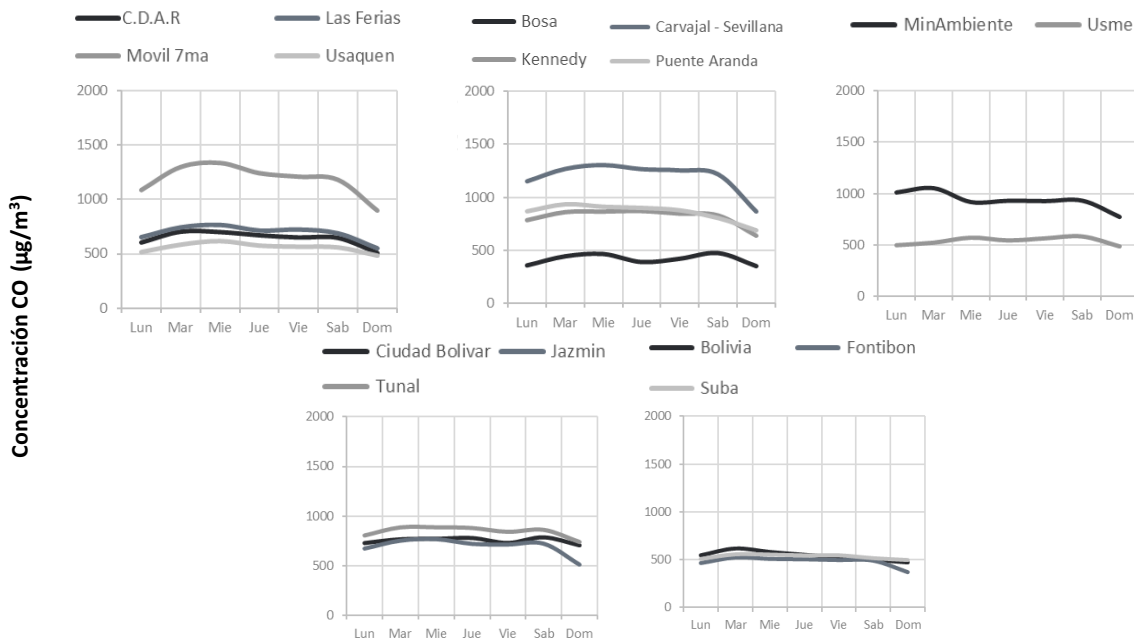 C.D.A.R Las Ferias
Movil 7ma Usaquen
2000
1500
1000
500
0
Lun Mar Mie Jue Vie Sab Dom
Bosa Carvajal - Sevillana
Kennedy Puente Aranda
2000
1500
1000
500
0
Lun Mar Mie Jue Vie Sab Dom
MinAmbiente Usme
2000
1500
1000
500
0
Lun Mar Mie Jue Vie Sab Dom
Concentración CO (µg/m³)
Ciudad Bolivar Jazmin
Tunal
2000
1500
1000
500
0
Lun Mar Mie Jue Vie Sab Dom
Bolivia Fontibon
Suba
2000
1500
1000
500
0
Lun Mar Mie Jue Vie Sab Dom